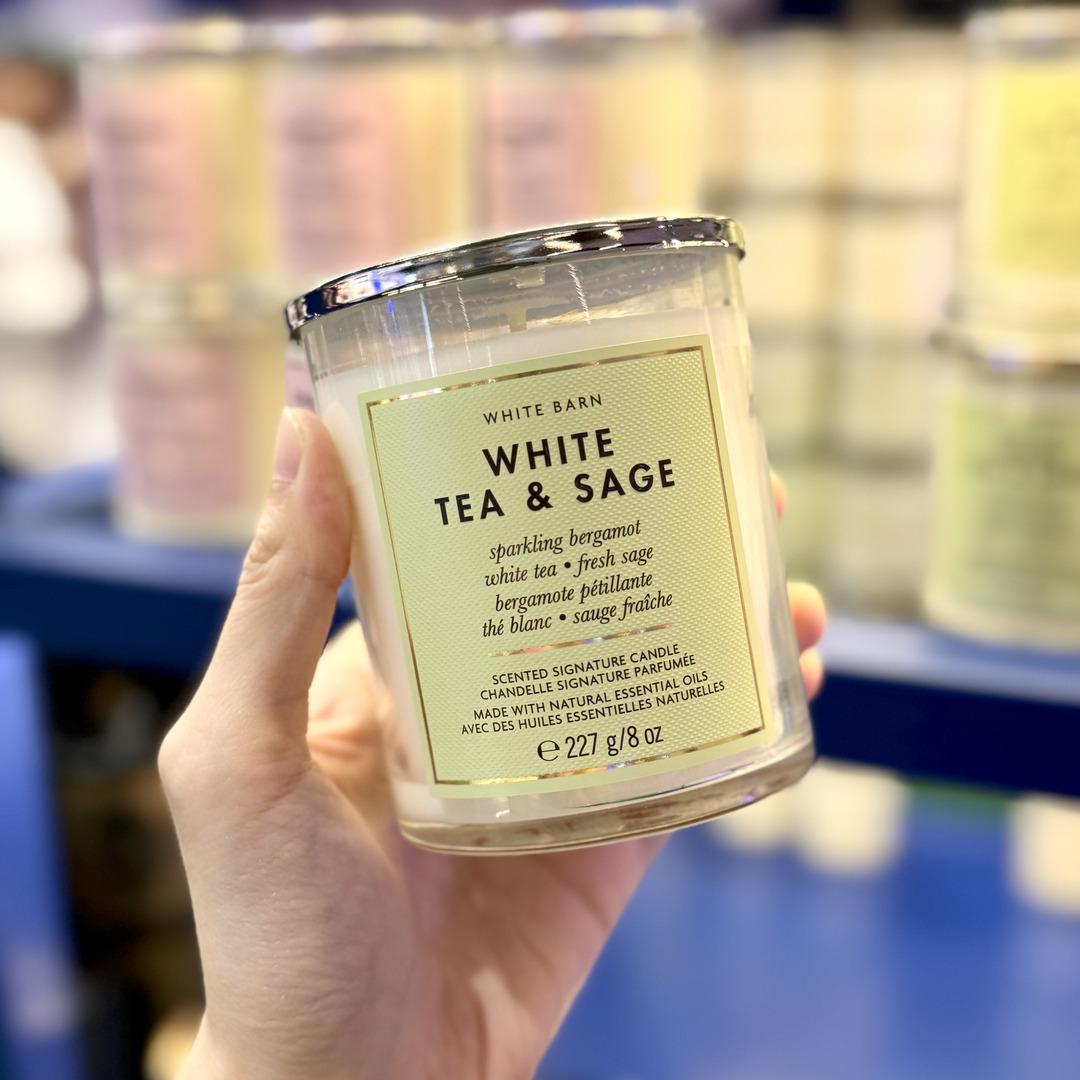 WHITE BARN
WHITE
TEA & SAGE
sparkling bergamot
white tea • fresh sage
bergamote pétillante
thé blanc • sauge fraîche
SCENTED SIGNATURE CANDLE
CHANDELLE SIGNATURE PARFUMÉE
MADE WITH NATURAL ESSENTIAL OILS
AVEC DES HUILES ESSENTIELLES NATURELLES
℮ 227 g/8 oz